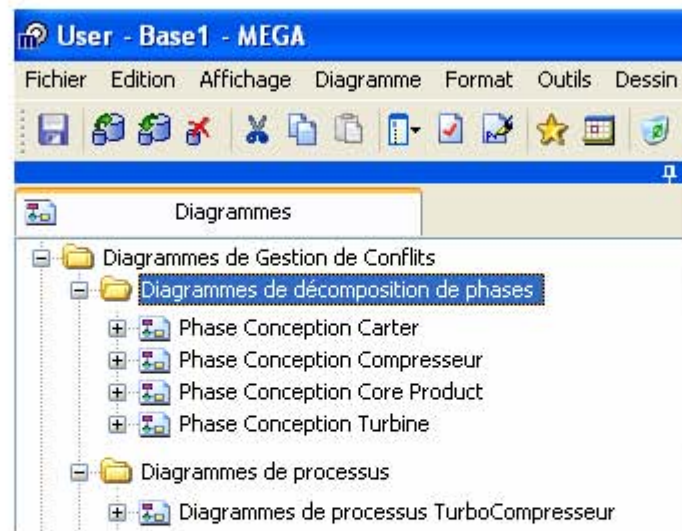 User - Base1 - MEGA
Fichier Edition Affichage Diagramme Format Outils Dessin
Diagrammes
Diagrammes de Gestion de Conflits
Diagrammes de décomposition de phases
Phase Conception Carter
Phase Conception Compresseur
Phase Conception Core Product
Phase Conception Turbine
Diagrammes de processus
Diagrammes de processus TurboCompresseur